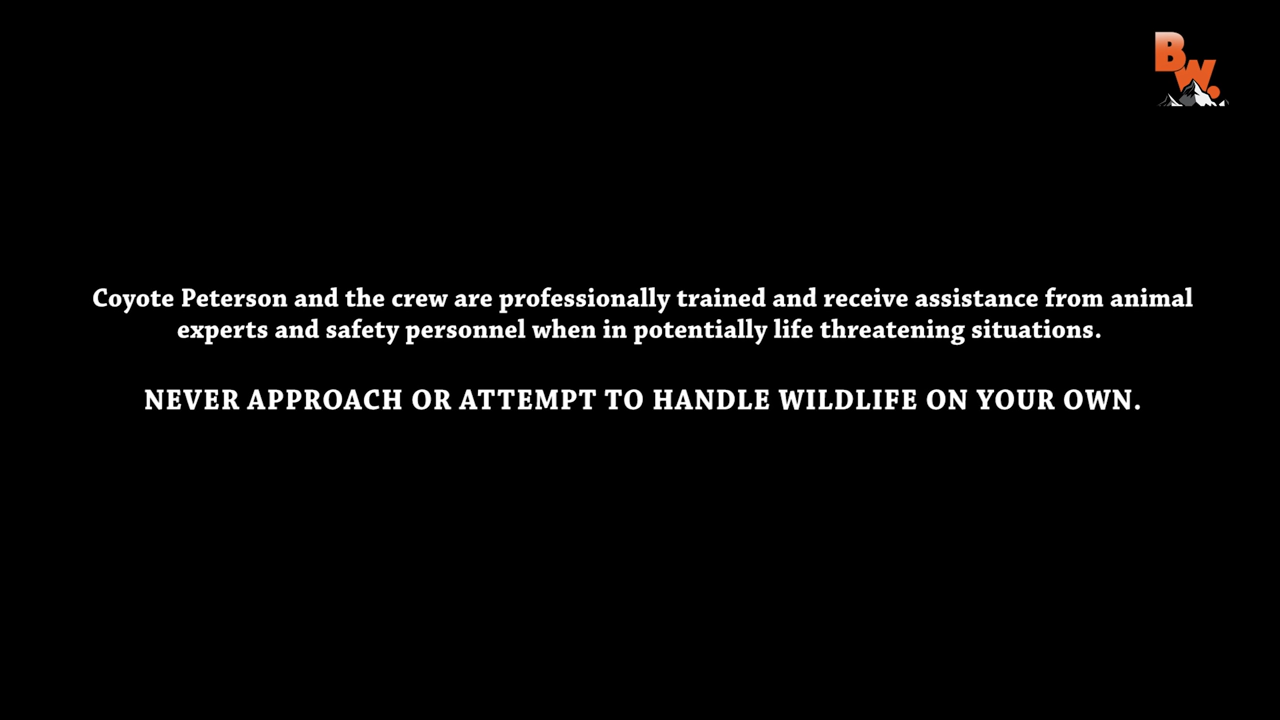 BW.
Coyote Peterson and the crew are professionally trained and receive assistance from animal
experts and safety personnel when in potentially life threatening situations.
NEVER APPROACH OR ATTEMPT TO HANDLE WILDLIFE ON YOUR OWN.